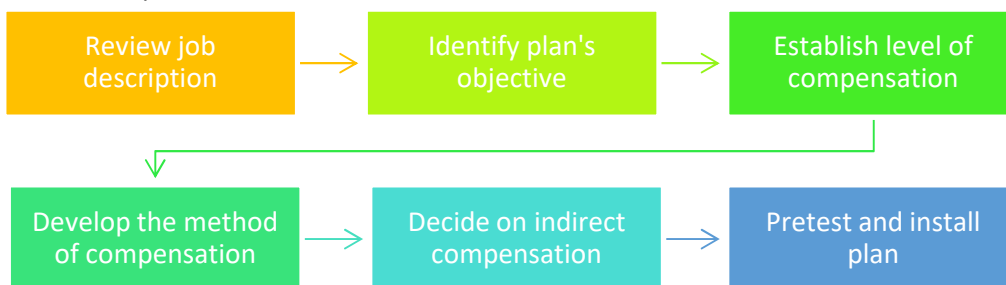 Review job
description
Identify plan's
objective
Establish level of
compensation
Develop the method
of compensation
Decide on indirect
compensation
Pretest and install
plan